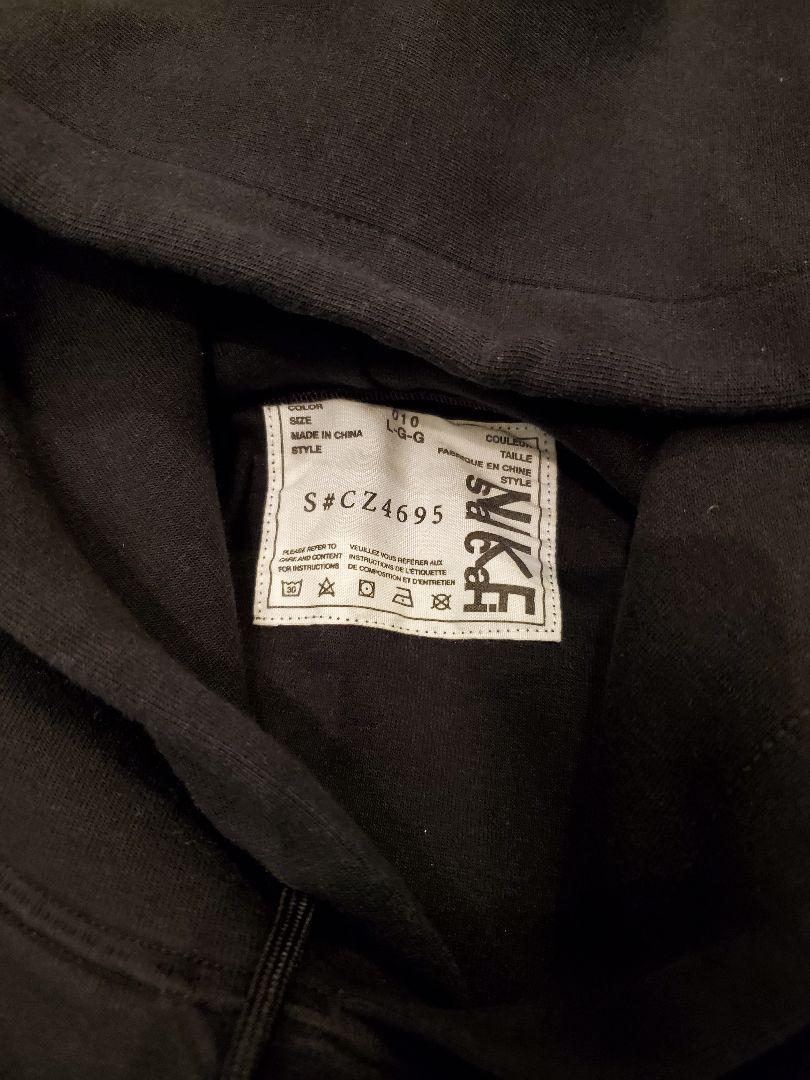 COLOR 010 COULEUR
SIZE L-G-G TAILLE
MADE IN CHINA FABRIQUE EN CHINE
STYLE STYLE
S#CZ4695
NIKE
sacai
PLEASE REFER TO
CARE AND CONTENT
FOR INSTRUCTIONS
VEUILLEZ VOUS RÉFÉRER AUX
INSTRUCTIONS DE L'ÉTIQUETTE
DE COMPOSITION ET D'ENTRETIEN
30